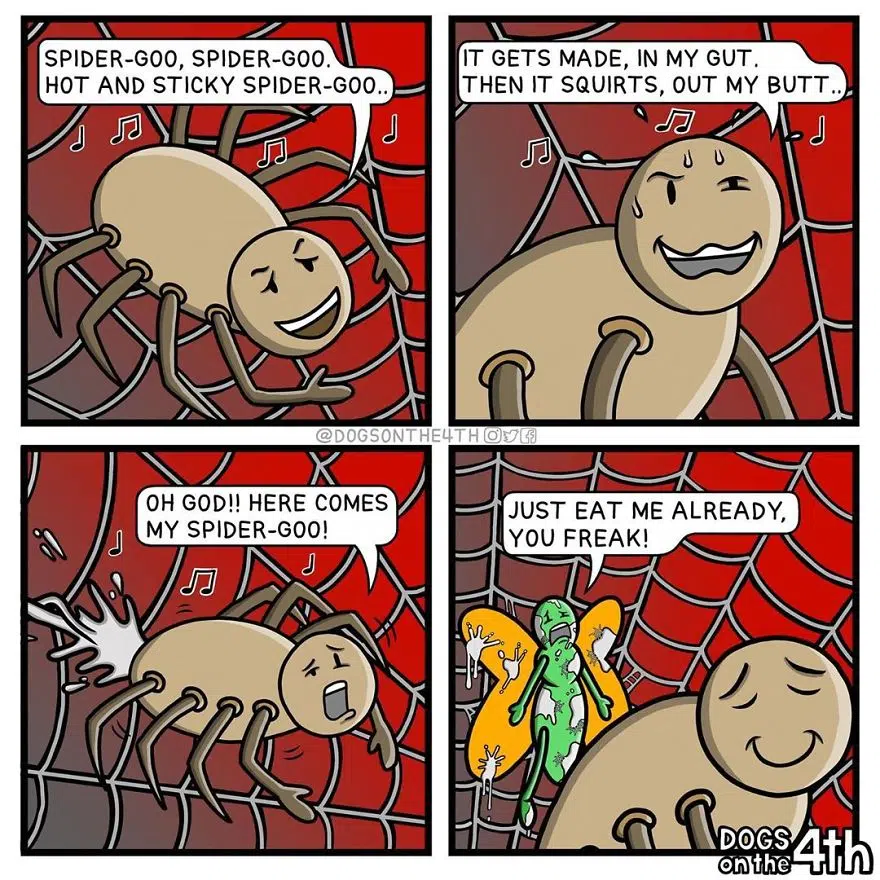 SPIDER-GOO, SPIDER-GOO.
HOT AND STICKY SPIDER-GOO..
IT GETS MADE, IN MY GUT.
THEN IT SQUIRTS, OUT MY BUTT..
@DOGSONTHE4TH
OH GOD!! HERE COMES
MY SPIDER-GOO!
JUST EAT ME ALREADY,
YOU FREAK!
DOGS
on the 4th